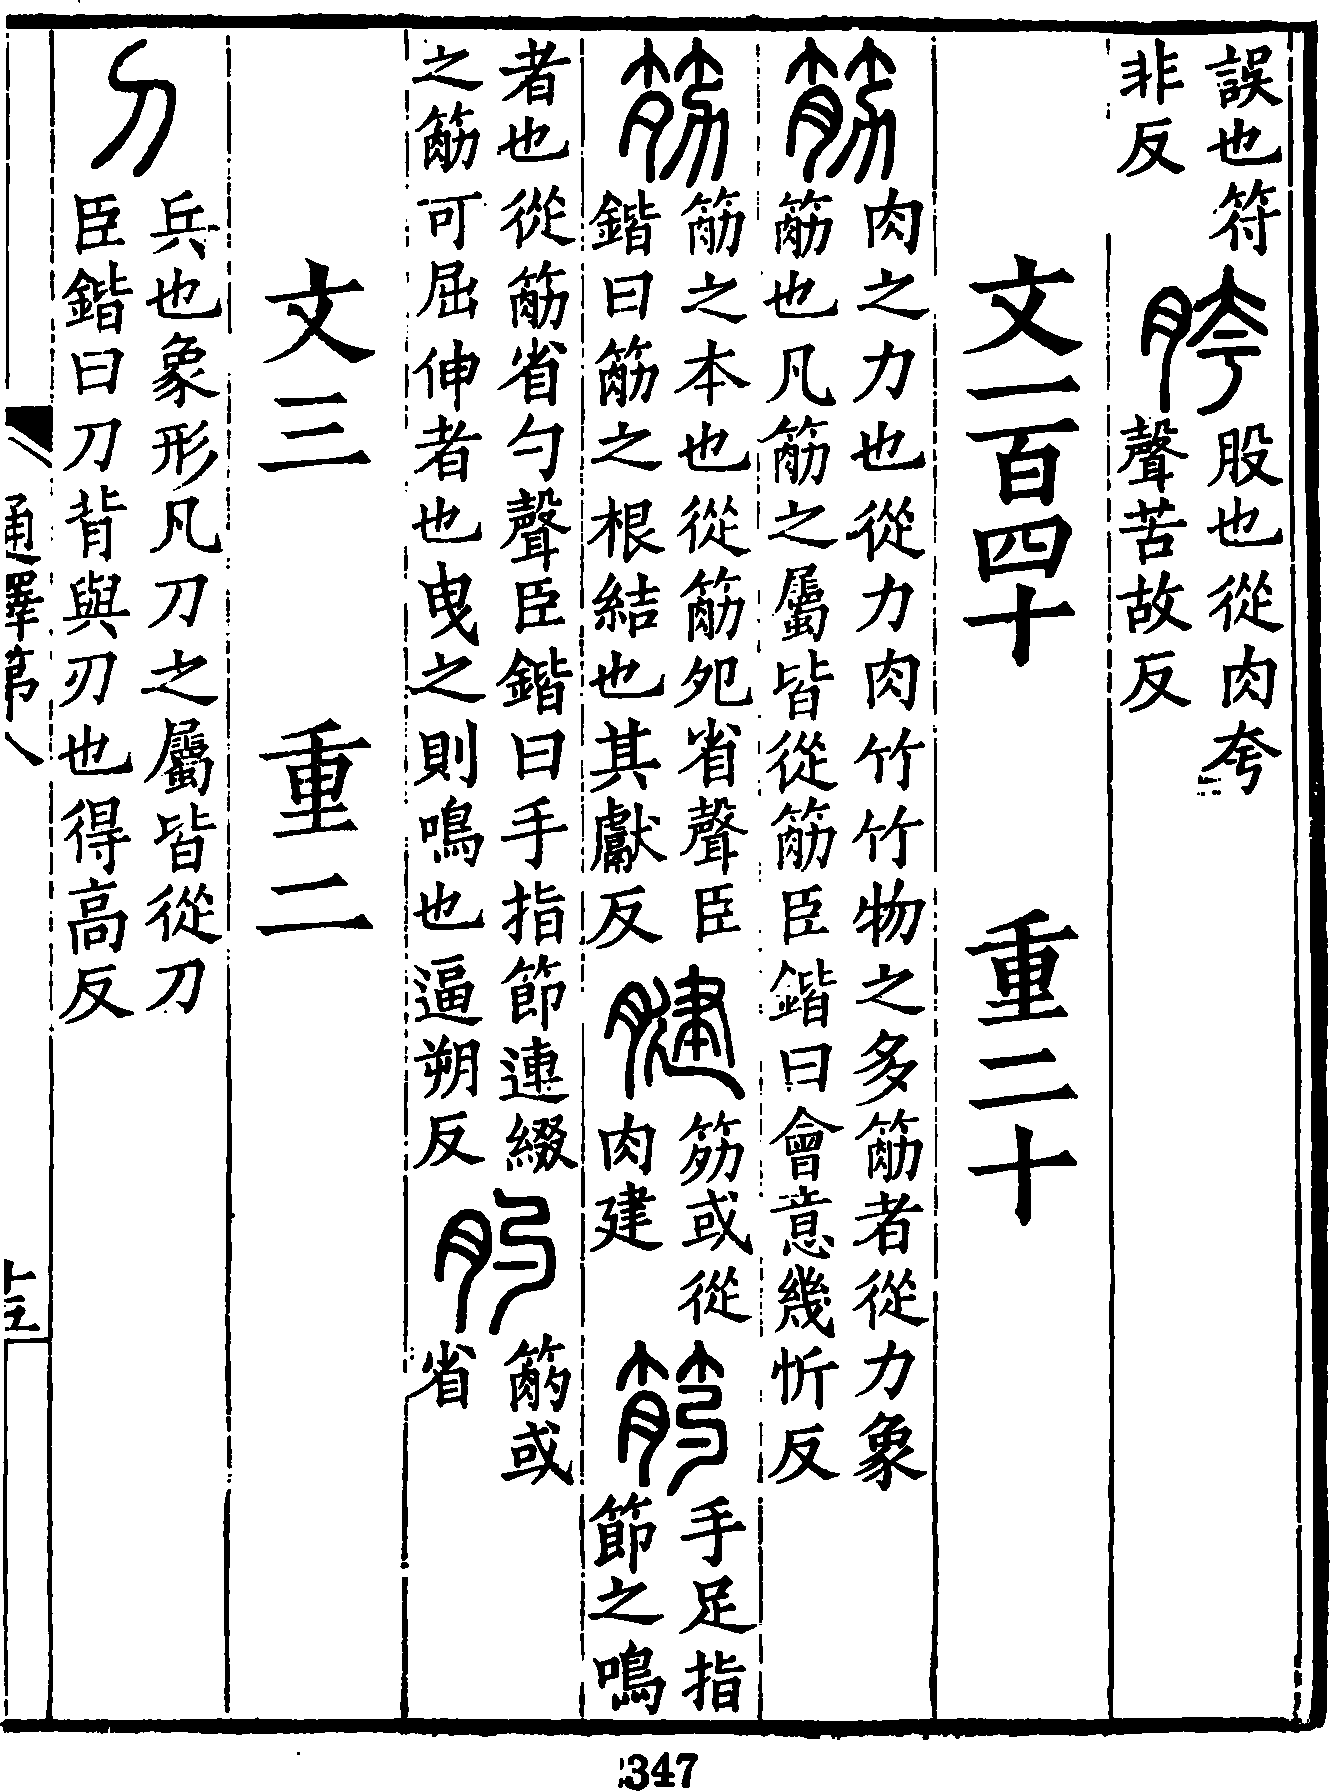 誤也符
非反
胯
股也從肉夸
聲苦故反
文一百四十　重二十
筋
肉之力也從力肉竹竹物之多筋者從力象
筋也凡筋之屬皆從筋臣鍇曰會意幾忻反
筋之本也從筋夗省聲臣
鍇曰筋之根結也其獻反
腱
笏或從
肉建
筋
手足指
節之鳴
者也從筋省勺聲臣鍇曰手指節連綴
之筋可屈伸者也曳之則鳴也逼朔反
肑
筋或
省
文三　重二
刀
兵也象形凡刀之屬皆從刀
臣鍇曰刀背與刃也得高反
通釋第八
347